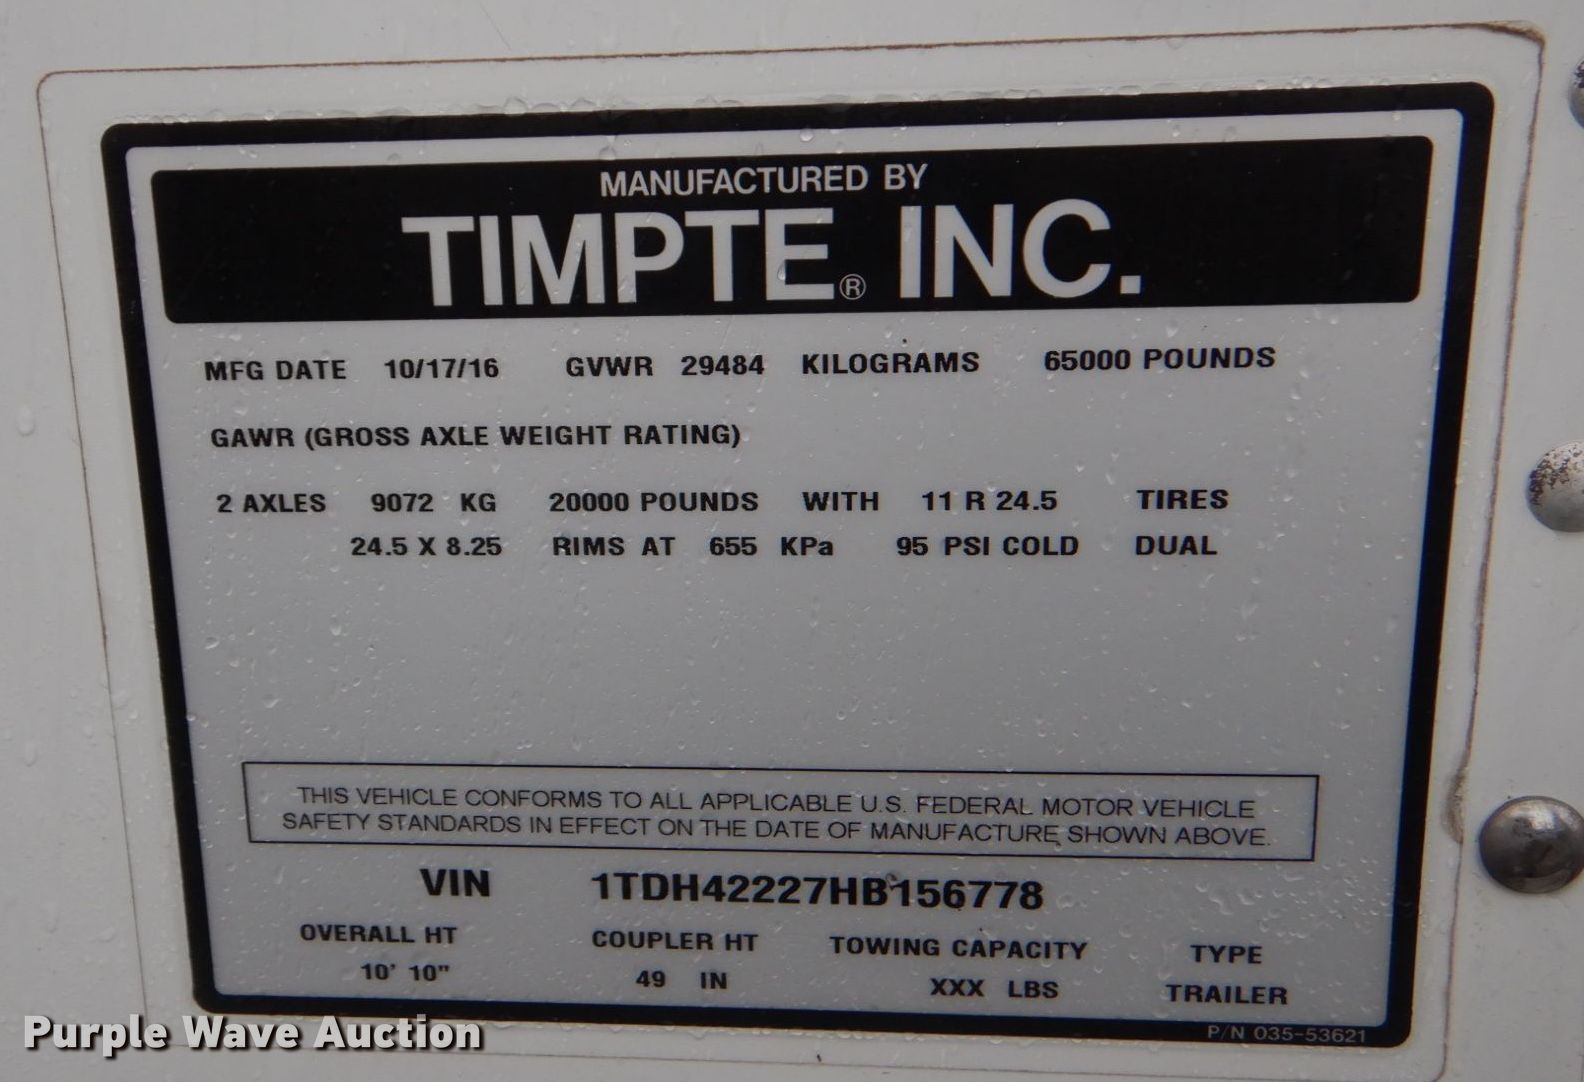 MANUFACTURED BY
TIMPTE® INC.
MFG DATE 10/17/16 GVWR 29484 KILOGRAMS 65000 POUNDS
GAWR (GROSS AXLE WEIGHT RATING)
2 AXLES 9072 KG 20000 POUNDS WITH 11 R 24.5 TIRES
24.5 X 8.25 RIMS AT 655 KPa 95 PSI COLD DUAL
THIS VEHICLE CONFORMS TO ALL APPLICABLE U.S. FEDERAL MOTOR VEHICLE
SAFETY STANDARDS IN EFFECT ON THE DATE OF MANUFACTURE SHOWN ABOVE.
VIN 1TDH42227HB156778
OVERALL HT COUPLER HT TOWING CAPACITY TYPE
10' 10" 49 IN XXX LBS TRAILER
P/N 035-53621
Purple Wave Auction